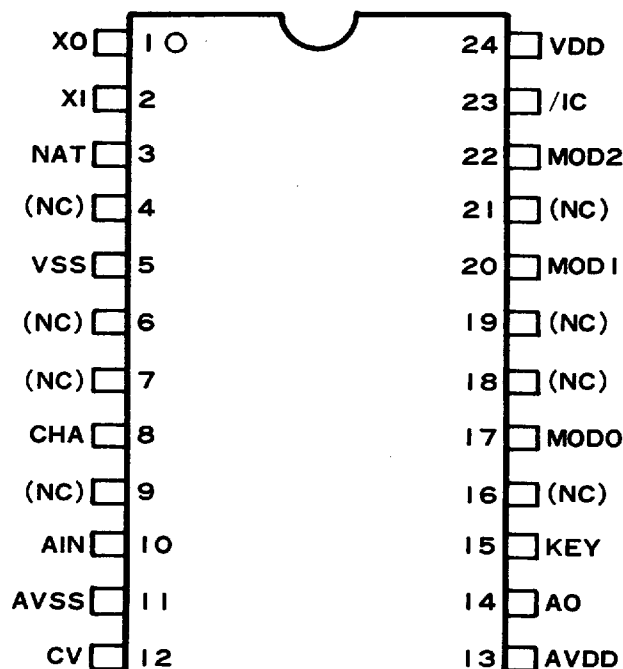 XO 1 24 VDD
XI 2 23 /IC
NAT 3 22 MOD2
(NC) 4 21 (NC)
VSS 5 20 MOD1
(NC) 6 19 (NC)
(NC) 7 18 (NC)
CHA 8 17 MOD0
(NC) 9 16 (NC)
AIN 10 15 KEY
AVSS 11 14 AO
CV 12 13 AVDD